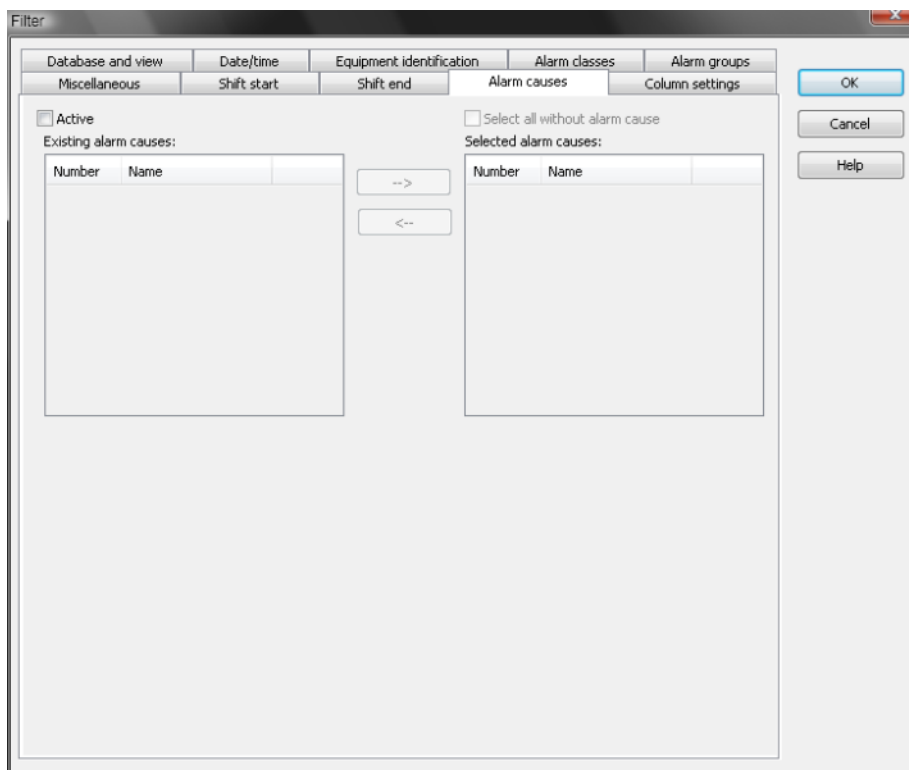 Filter
Database and view Date/time Equipment identification Alarm classes Alarm groups
Miscellaneous Shift start Shift end Alarm causes Column settings
OK
Active Select all without alarm cause
Cancel
Existing alarm causes: Selected alarm causes:
Number Name Number Name
Help
-->
<--